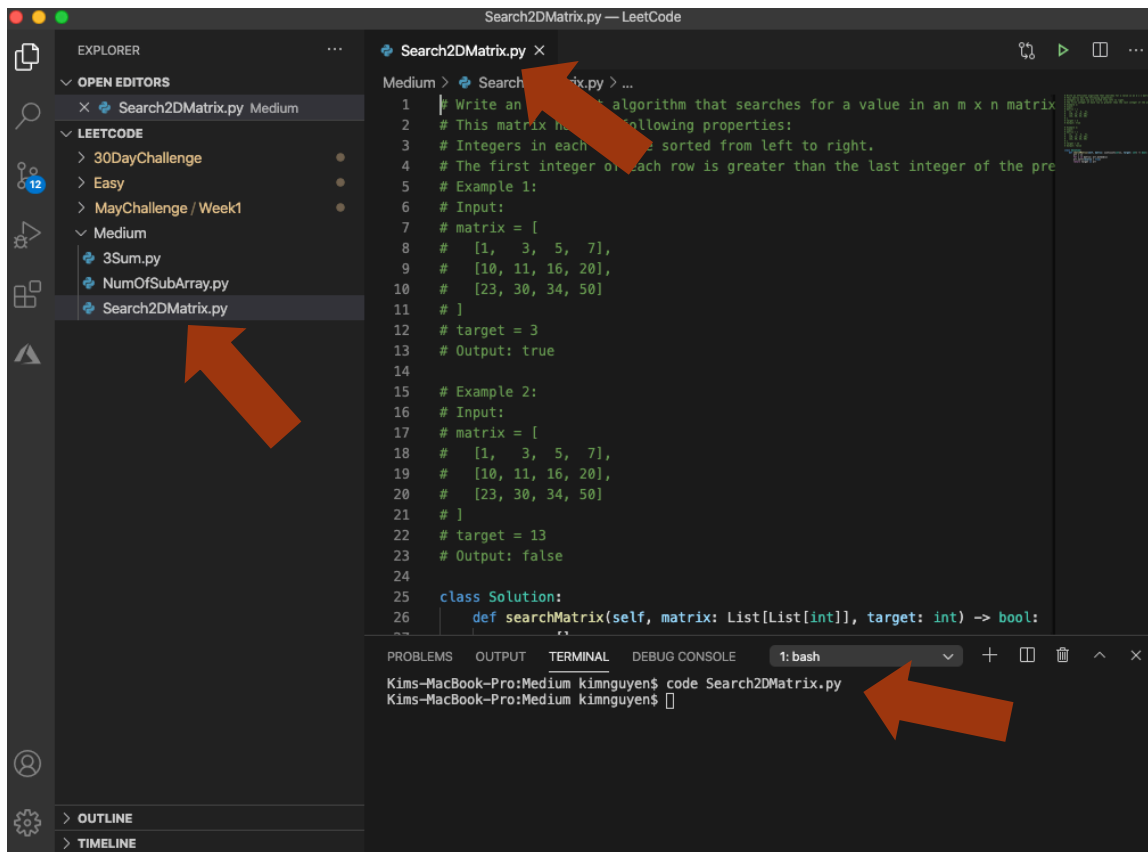 Search2DMatrix.py — LeetCode
EXPLORER
OPEN EDITORS
Search2DMatrix.py Medium
LEETCODE
30DayChallenge
Easy
MayChallenge / Week1
Medium
3Sum.py
NumOfSubArray.py
Search2DMatrix.py
12
OUTLINE
TIMELINE
Search2DMatrix.py
Medium > Search ix.py > ...
1 # Write an t algorithm that searches for a value in an m x n matrix
2 # This matrix following properties:
3 # Integers in each sorted from left to right.
4 # The first integer of each row is greater than the last integer of the pre
5 # Example 1:
6 # Input:
7 # matrix = [
8 #   [1,   3,  5,  7],
9 #   [10, 11, 16, 20],
10 #   [23, 30, 34, 50]
11 # ]
12 # target = 3
13 # Output: true
14
15 # Example 2:
16 # Input:
17 # matrix = [
18 #   [1,   3,  5,  7],
19 #   [10, 11, 16, 20],
20 #   [23, 30, 34, 50]
21 # ]
22 # target = 13
23 # Output: false
24
25 class Solution:
26     def searchMatrix(self, matrix: List[List[int]], target: int) -> bool:
PROBLEMS OUTPUT TERMINAL DEBUG CONSOLE 1: bash
Kims-MacBook-Pro:Medium kimnguyen$ code Search2DMatrix.py
Kims-MacBook-Pro:Medium kimnguyen$